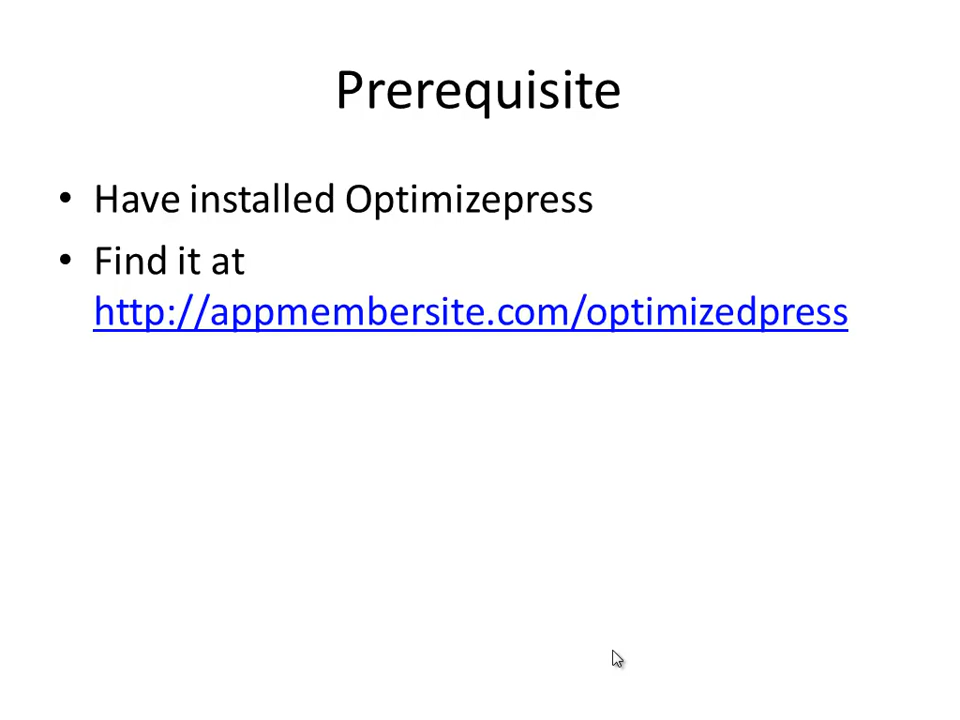 Prerequisite
• Have installed Optimizepress
• Find it at
http://appmembersite.com/optimizedpress